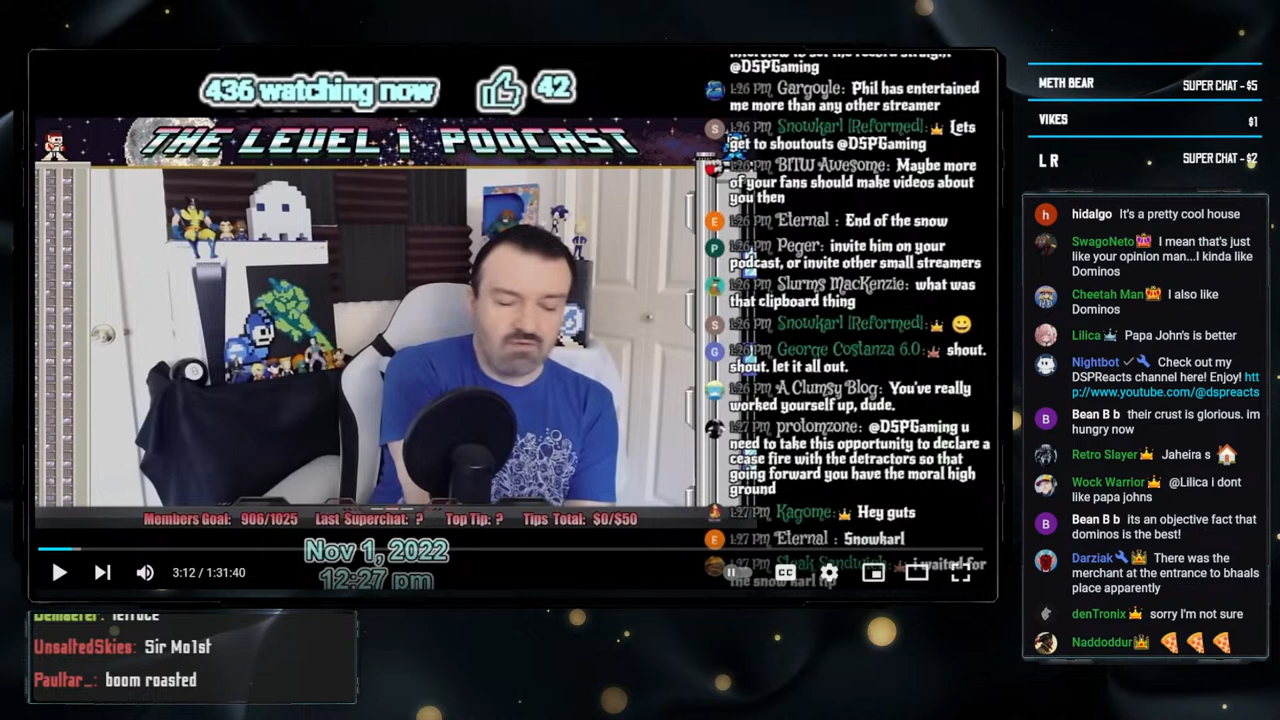 436 watching now
42
THE LEVEL 1 PODCAST
@DSPGaming
1:26 PM Gargoyle: Phil has entertained
me more than any other streamer
S 1:26 PM Snowkarl [Reformed]: Lets
get to shoutouts @DSPGaming
1:26 PM BITW Awesome: Maybe more
of your fans should make videos about
you then
E 1:26 PM Elernal : End of the snow
P 1:26 PM Peger: invite him on your
podcast, or invite other small streamers
1:26 PM Slurms MacKenzie: what was
that clipboard thing
S 1:26 PM Snowkarl [Reformed]: 😀
G 1:26 PM George Costanza 6.0: shout.
shout. let it all out.
1:26 PM A Clumsy Blog: You've really
worked yourself up, dude.
1:27 PM prolomzone: @DSPGaming u
need to take this opportunity to declare a
cease fire with the detractors so that
going forward you have the moral high
ground
1:27 PM Kagome: Hey guts
E 1:27 PM Elernal : Snowkarl
i waited for
the snow karl tip
8
Members Goal: 906/1025 Last Superchat: ? Top Tip: ? Tips Total: $0/$50
Nov 1, 2022
12:27 pm
3:12 / 1:31:40
CC
METH BEAR SUPER CHAT - $5
VIKES $1
L R SUPER CHAT - $2
h hidalgo It's a pretty cool house
SwagoNeto I mean that's just
like your opinion man...I kinda like
Dominos
Cheetah Man I also like
Dominos
Lilica Papa John's is better
Nightbot Check out my
DSPReacts channel here! Enjoy! htt
p://www.youtube.com/@dspreacts
B Bean B b their crust is glorious. im
hungry now
Retro Slayer Jaheira s 🏠
Wock Warrior @Lilica i dont
like papa johns
B Bean B b its an objective fact that
dominos is the best!
Darziak There was the
merchant at the entrance to bhaals
place apparently
denTronix sorry I'm not sure
Naddoddur 🍕 🍕 🍕
UnsaltedSkies: Sir Mo1st
Paultar_: boom roasted